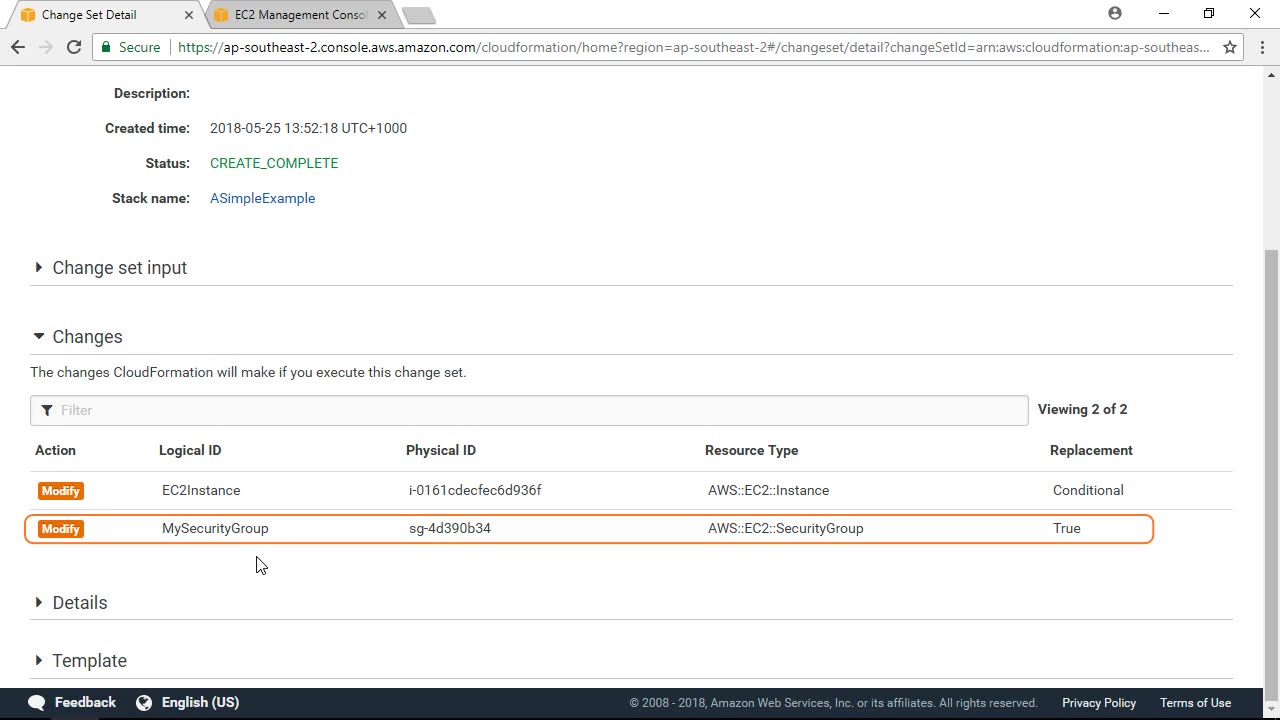 Change Set Detail
EC2 Management Consol
Secure
https://ap-southeast-2.console.aws.amazon.com/cloudformation/home?region=ap-southeast-2#/changeset/detail?changeSetId=arn:aws:cloudformation:ap-southeas...
Description:
Created time: 2018-05-25 13:52:18 UTC+1000
Status: CREATE_COMPLETE
Stack name: ASimpleExample
Change set input
Changes
The changes CloudFormation will make if you execute this change set.
Filter Viewing 2 of 2
Action Logical ID Physical ID Resource Type Replacement
Modify EC2Instance i-0161cdecfec6d936f AWS::EC2::Instance Conditional
Modify MySecurityGroup sg-4d390b34 AWS::EC2::SecurityGroup True
Details
Template
Feedback English (US) © 2008 - 2018, Amazon Web Services, Inc. or its affiliates. All rights reserved. Privacy Policy Terms of Use